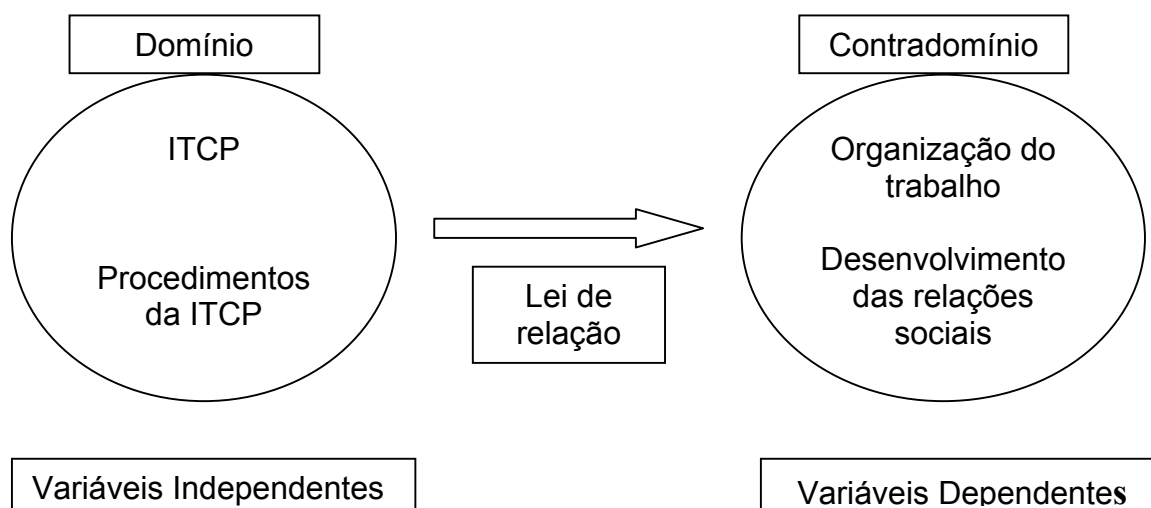 Domínio
Contradomínio
ITCP
Procedimentos
da ITCP
Lei de
relação
Organização do
trabalho
Desenvolvimento
das relações
sociais
Variáveis Independentes
Variáveis Dependentes